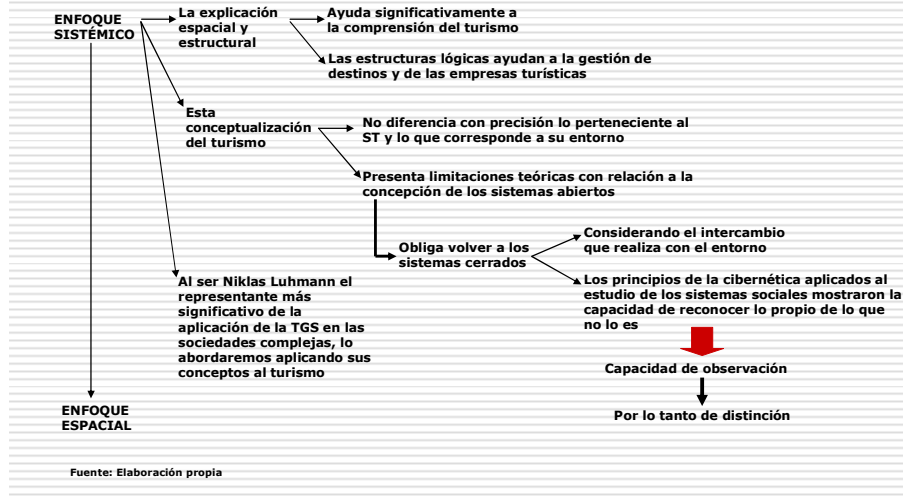 ENFOQUE
SISTÉMICO
La explicación
espacial y
estructural
Ayuda significativamente a
la comprensión del turismo
Las estructuras lógicas ayudan a la gestión de
destinos y de las empresas turísticas
Esta
conceptualización
del turismo
No diferencia con precisión lo perteneciente al
ST y lo que corresponde a su entorno
Presenta limitaciones teóricas con relación a la
concepción de los sistemas abiertos
Obliga volver a los
sistemas cerrados
Considerando el intercambio
que realiza con el entorno
Los principios de la cibernética aplicados al
estudio de los sistemas sociales mostraron la
capacidad de reconocer lo propio de lo que
no lo es
Capacidad de observación
Por lo tanto de distinción
Al ser Niklas Luhmann el
representante más
significativo de la
aplicación de la TGS en las
sociedades complejas, lo
abordaremos aplicando sus
conceptos al turismo
ENFOQUE
ESPACIAL
Fuente: Elaboración propia